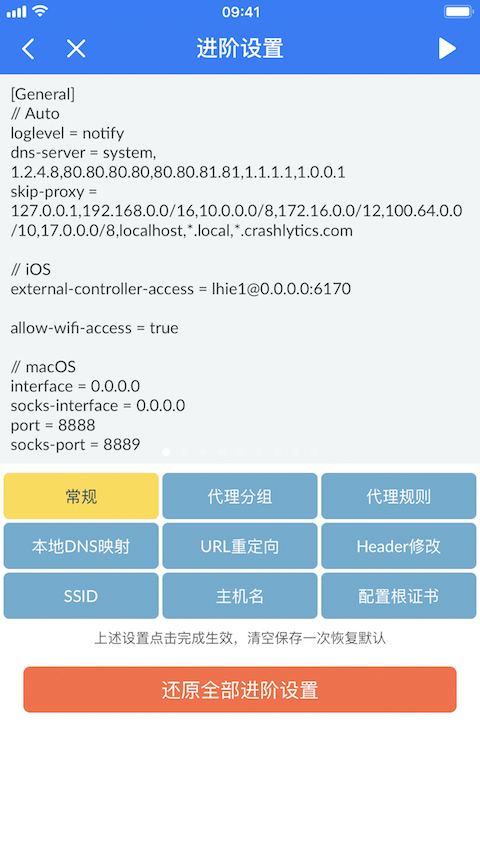 09:41
进阶设置
[General]
// Auto
loglevel = notify
dns-server = system,
1.2.4.8,80.80.80.80,80.80.81.81,1.1.1.1,1.0.0.1
skip-proxy =
127.0.0.1,192.168.0.0/16,10.0.0.0/8,172.16.0.0/12,100.64.0.0
/10,17.0.0.0/8,localhost,*.local,*.crashlytics.com
// iOS
external-controller-access = lhie1@0.0.0.0:6170
allow-wifi-access = true
// macOS
interface = 0.0.0.0
socks-interface = 0.0.0.0
port = 8888
socks-port = 8889
常规
代理分组
代理规则
本地DNS映射
URL重定向
Header修改
SSID
主机名
配置根证书
上述设置点击完成生效，清空保存一次恢复默认
还原全部进阶设置